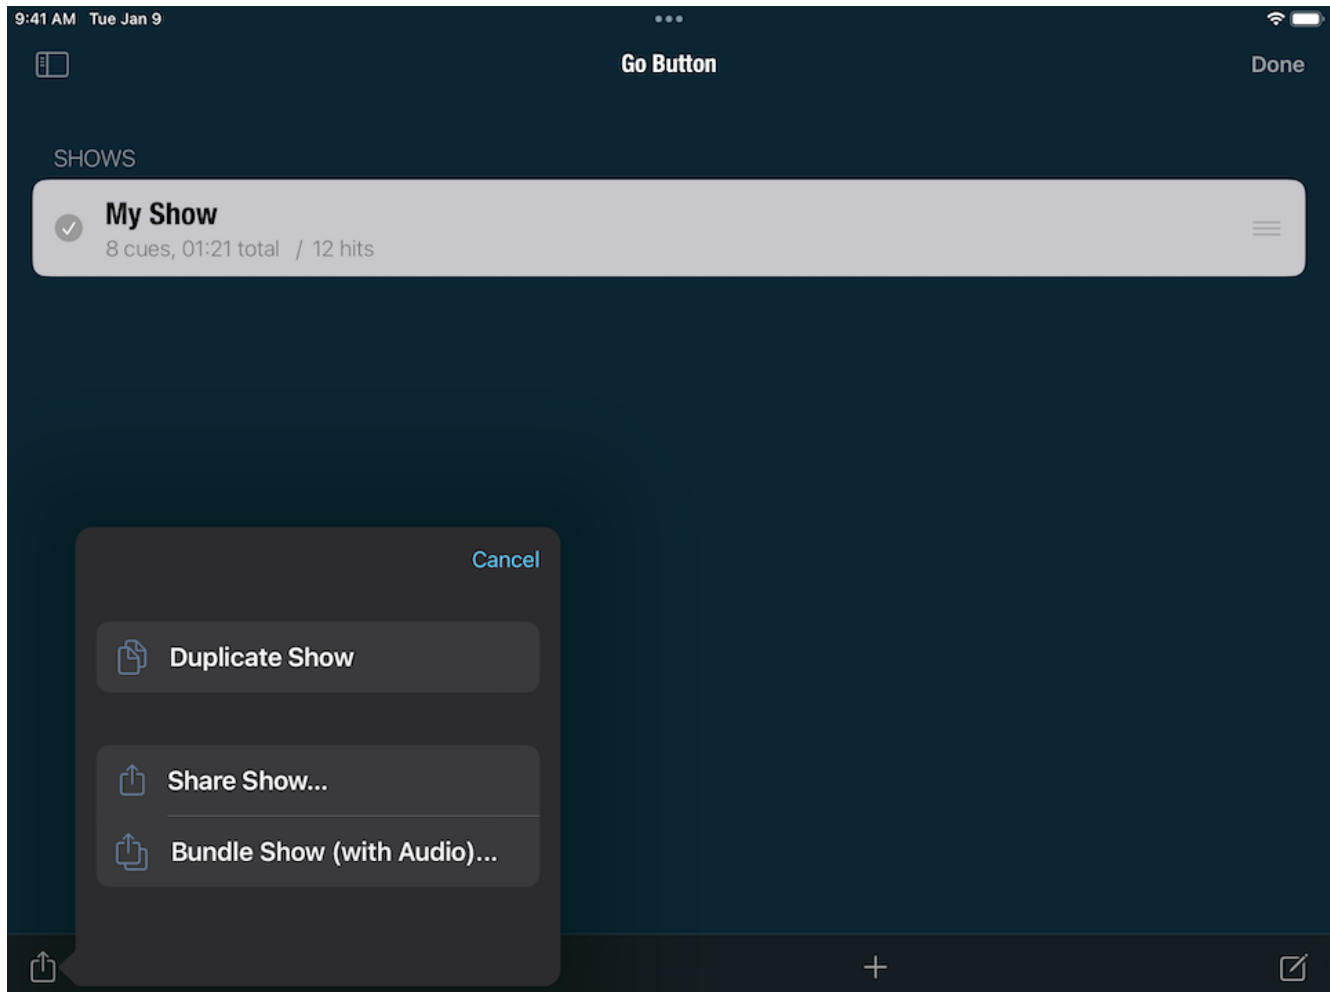 9:41 AM Tue Jan 9
Go Button
Done
SHOWS
My Show
8 cues, 01:21 total / 12 hits
Cancel
Duplicate Show
Share Show...
Bundle Show (with Audio)...